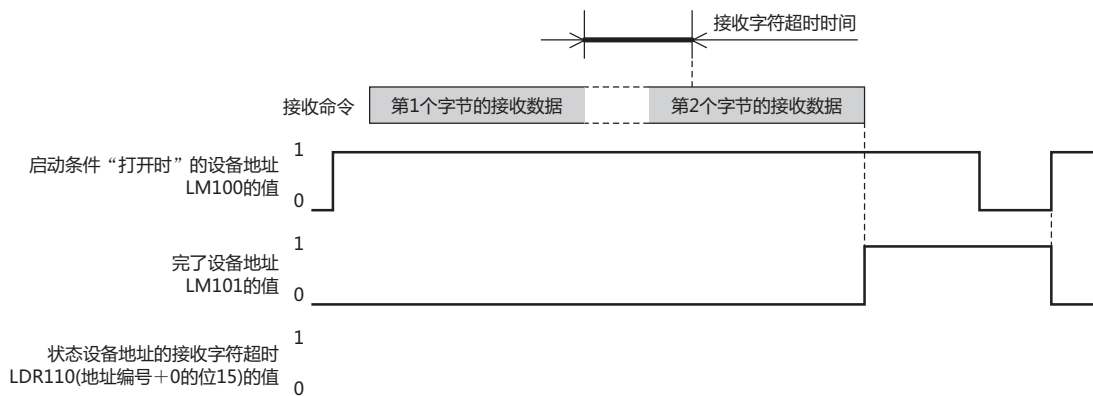 接收字符超时时间
接收命令
第1个字节的接收数据
第2个字节的接收数据
启动条件“打开时”的设备地址
LM100的值
1
0
完了设备地址
LM101的值
1
0
状态设备地址的接收字符超时
LDR110(地址编号＋0的位15)的值
1
0